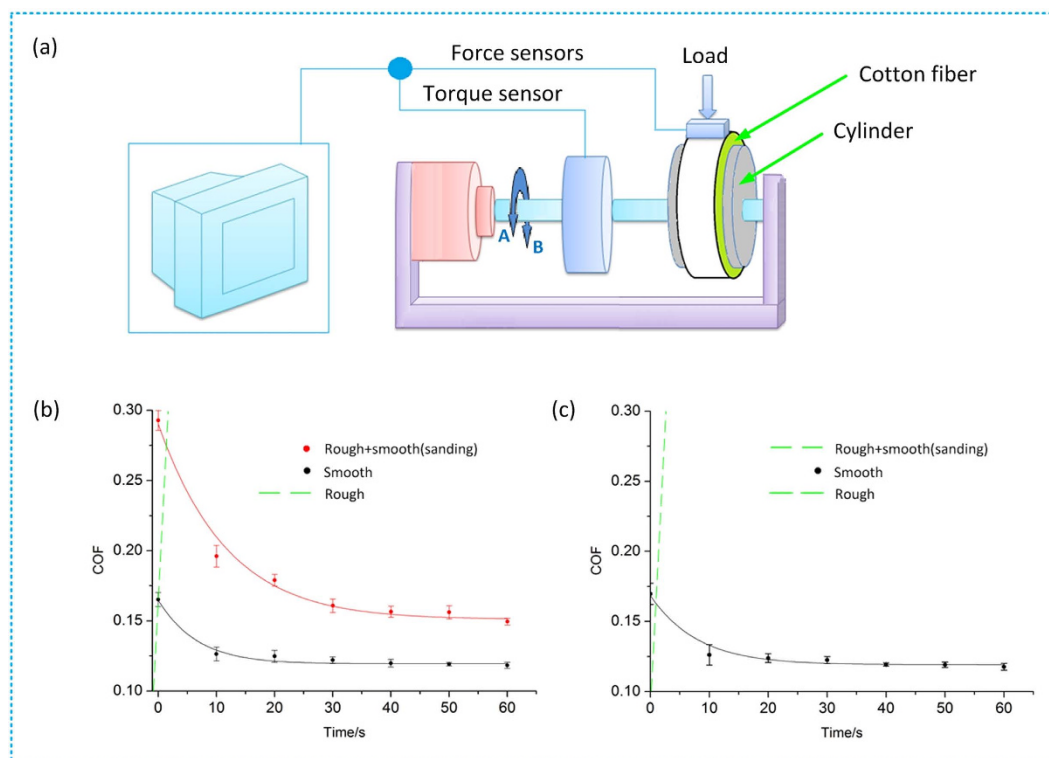 (a)
Force sensors
Load
Cotton fiber
Torque sensor
Cylinder
A
B
(b)
0.30
0.25
0.20
0.15
0.10
COF
Rough+smooth(sanding)
Smooth
Rough
0 10 20 30 40 50 60
Time/s
(c)
0.30
0.25
0.20
0.15
0.10
COF
Rough+smooth(sanding)
Smooth
Rough
0 10 20 30 40 50 60
Time/s